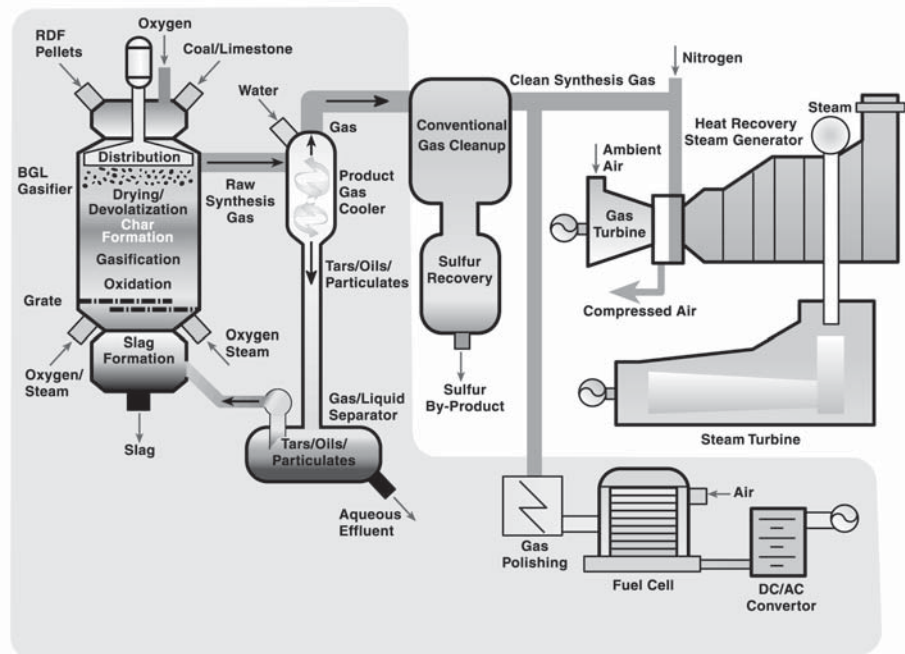 RDF
Pellets
Oxygen
Coal/Limestone
BGL
Gasifier
Distribution
Drying/
Devolatization
Char
Formation
Gasification
Oxidation
Grate
Oxygen/
Steam
Oxygen
Steam
Slag
Formation
Slag
Raw
Synthesis
Gas
Water
Gas
Product
Gas
Cooler
Tars/Oils/
Particulates
Gas/Liquid
Separator
Tars/Oils/
Particulates
Aqueous
Effluent
Conventional
Gas Cleanup
Sulfur
Recovery
Sulfur
By-Product
Clean Synthesis Gas
Nitrogen
Ambient
Air
Gas
Turbine
Compressed Air
Heat Recovery
Steam Generator
Steam
Steam Turbine
Gas
Polishing
Air
Fuel Cell
DC/AC
Convertor